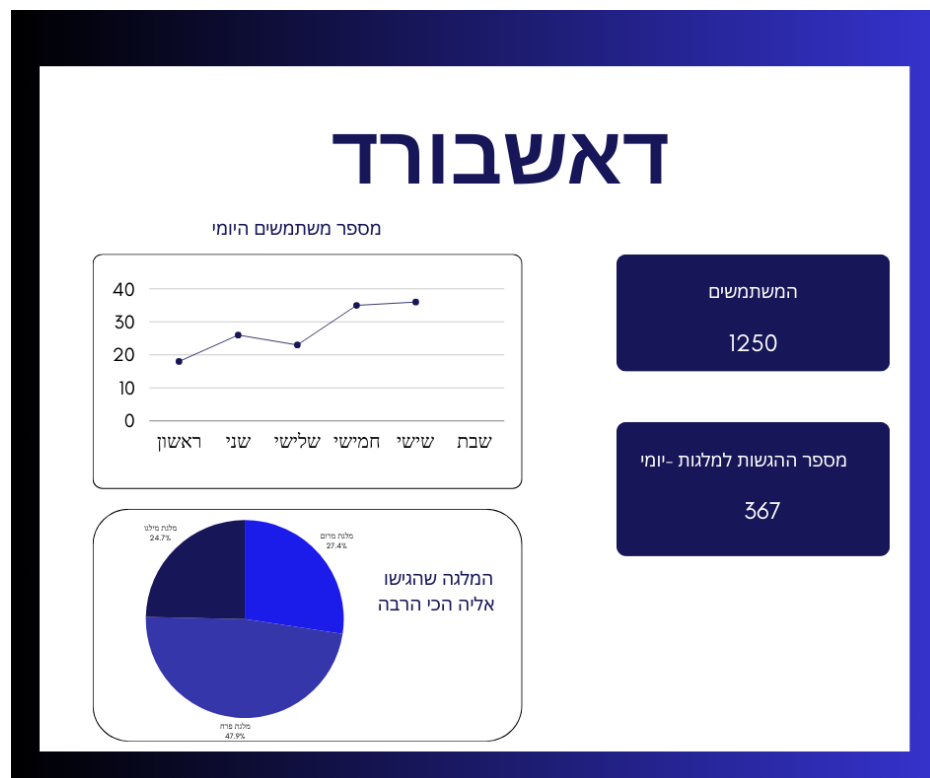 דאשבורד
המשתמשים
1250
מספר ההגשות למלגות -יומי
367
מספר משתמשים היומי
40
30
20
10
0
ראשון שני שלישי חמישי שישי שבת
המלגה שהגישו
אליה הכי הרבה
מלגת מרום
27.4%
מלגת מילגו
24.7%
מלגת פרח
47.9%